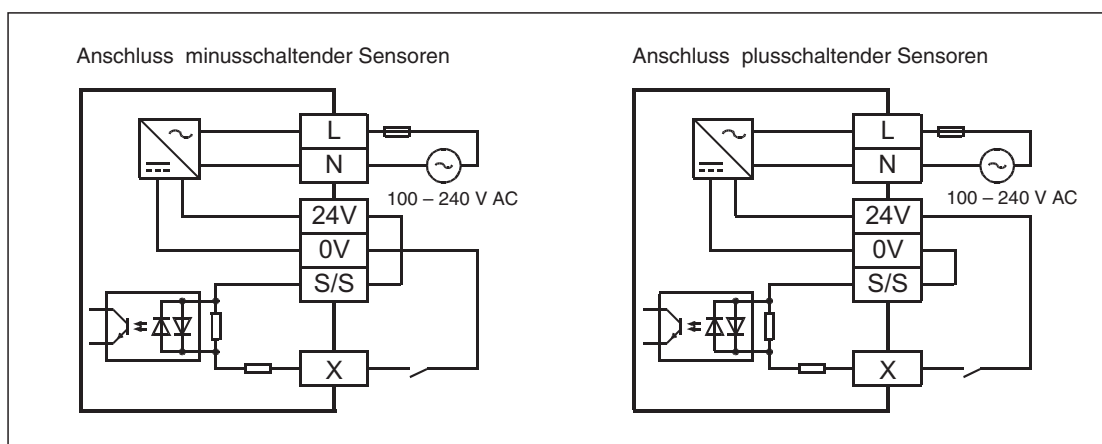 Anschluss minusschaltender Sensoren
L
N
100 – 240 V AC
24V
0V
S/S
X
Anschluss plusschaltender Sensoren
L
N
100 – 240 V AC
24V
0V
S/S
X